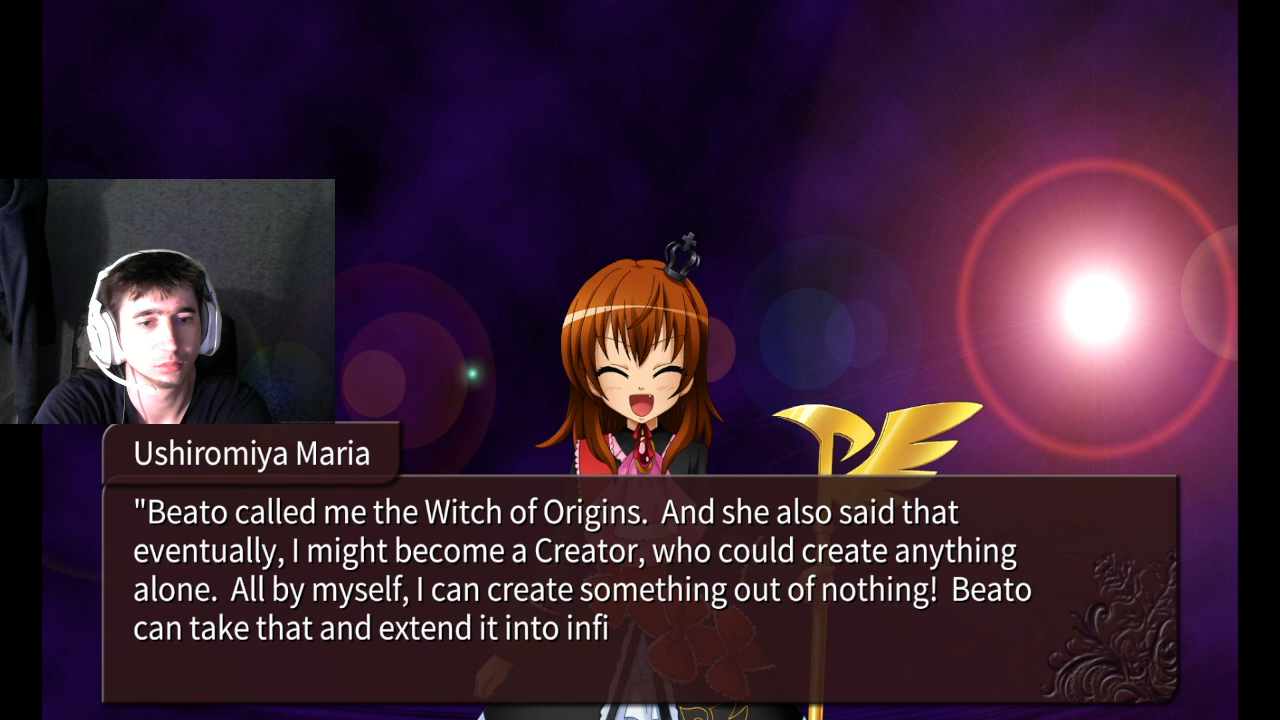 Ushiromiya Maria
"Beato called me the Witch of Origins.  And she also said that
eventually, I might become a Creator, who could create anything
alone.  All by myself, I can create something out of nothing!  Beato
can take that and extend it into infi